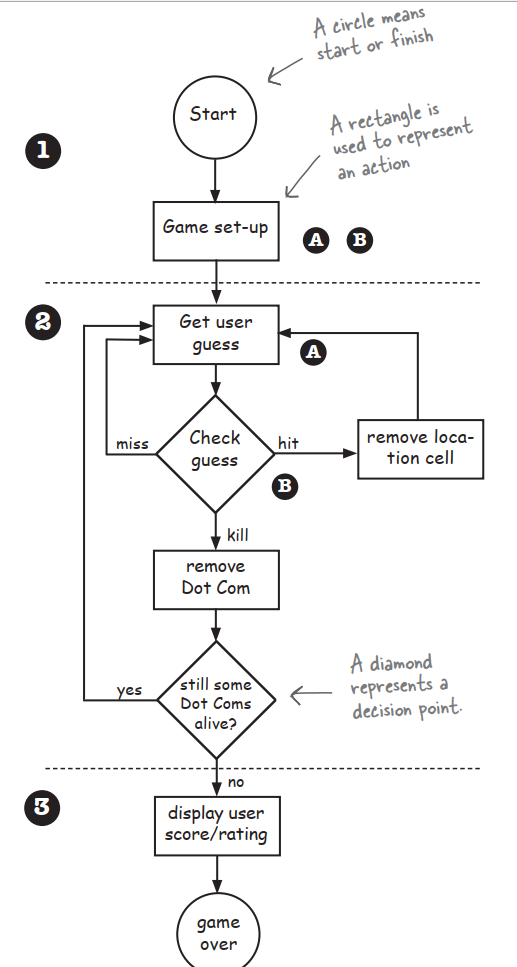 A circle means
start or finish
Start
A rectangle is
used to represent
an action
1
Game set-up
A B
2
Get user
guess
A
Check
guess
miss
hit
remove loca-
tion cell
B
kill
remove
Dot Com
A diamond
represents a
decision point.
still some
Dot Coms
alive?
yes
no
3
display user
score/rating
game
over